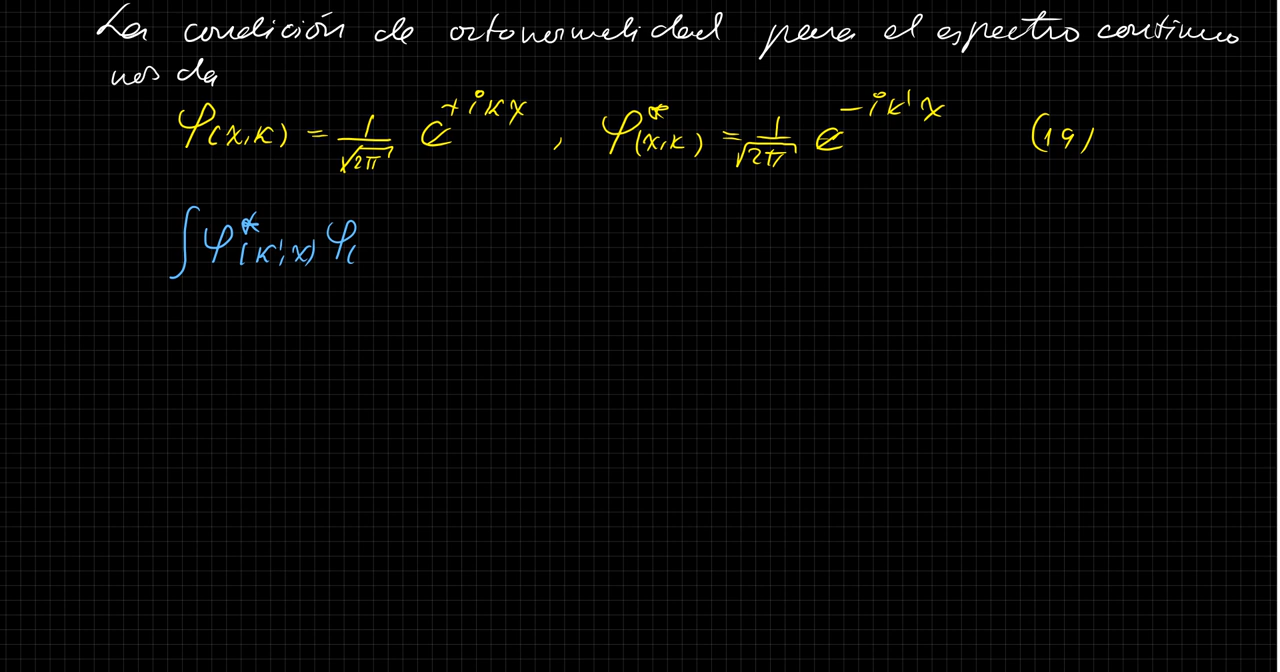 La condición de ortonormalidad para el espectro continuo
nos da
φ(x,k) = 1/√2π e^+ikx , φ*(x,k) = 1/√2π e^-ik'x (19)
∫φ*(k',x) φ(